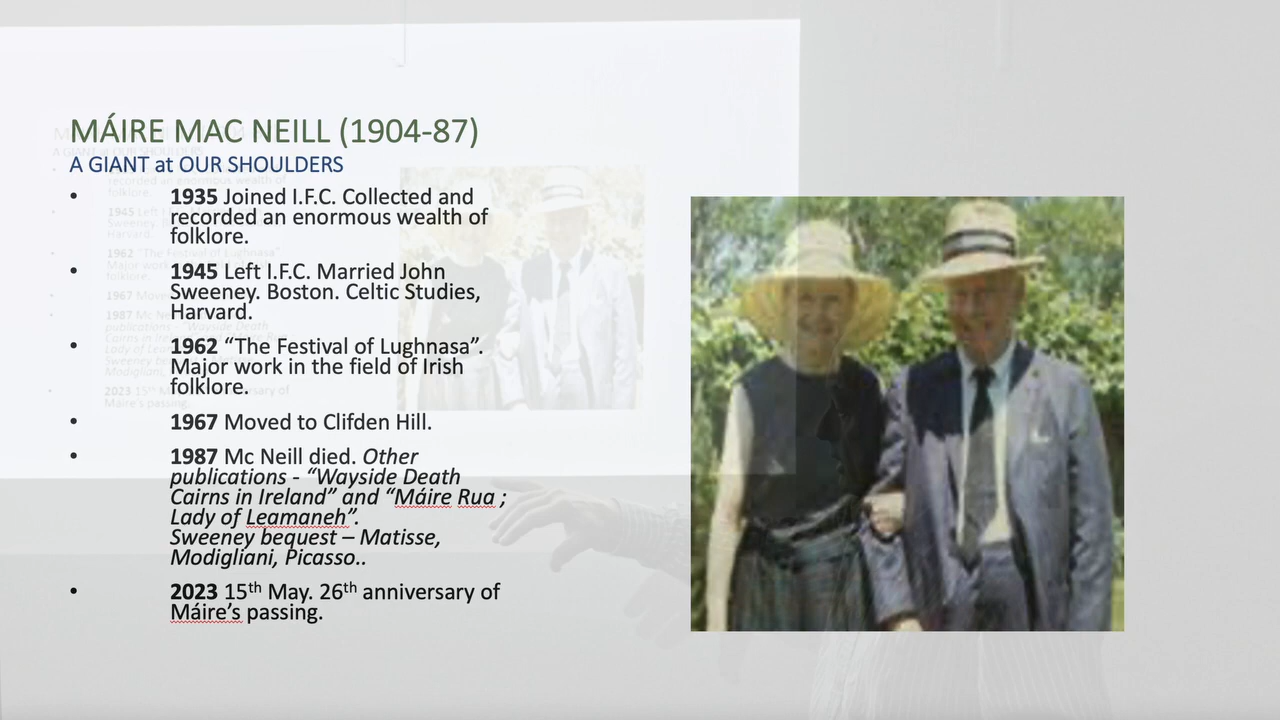 MÁIRE MAC NEILL (1904-87)
A GIANT at OUR SHOULDERS
• 1935 Joined I.F.C. Collected and
recorded an enormous wealth of
folklore.
• 1945 Left I.F.C. Married John
Sweeney. Boston. Celtic Studies,
Harvard.
• 1962 “The Festival of Lughnasa”.
Major work in the field of Irish
folklore.
• 1967 Moved to Clifden Hill.
• 1987 Mc Neill died. Other
publications - “Wayside Death
Cairns in Ireland” and “Máire Rua ;
Lady of Leamaneh”.
Sweeney bequest – Matisse,
Modigliani, Picasso..
• 2023 15th May. 26th anniversary of
Máire’s passing.